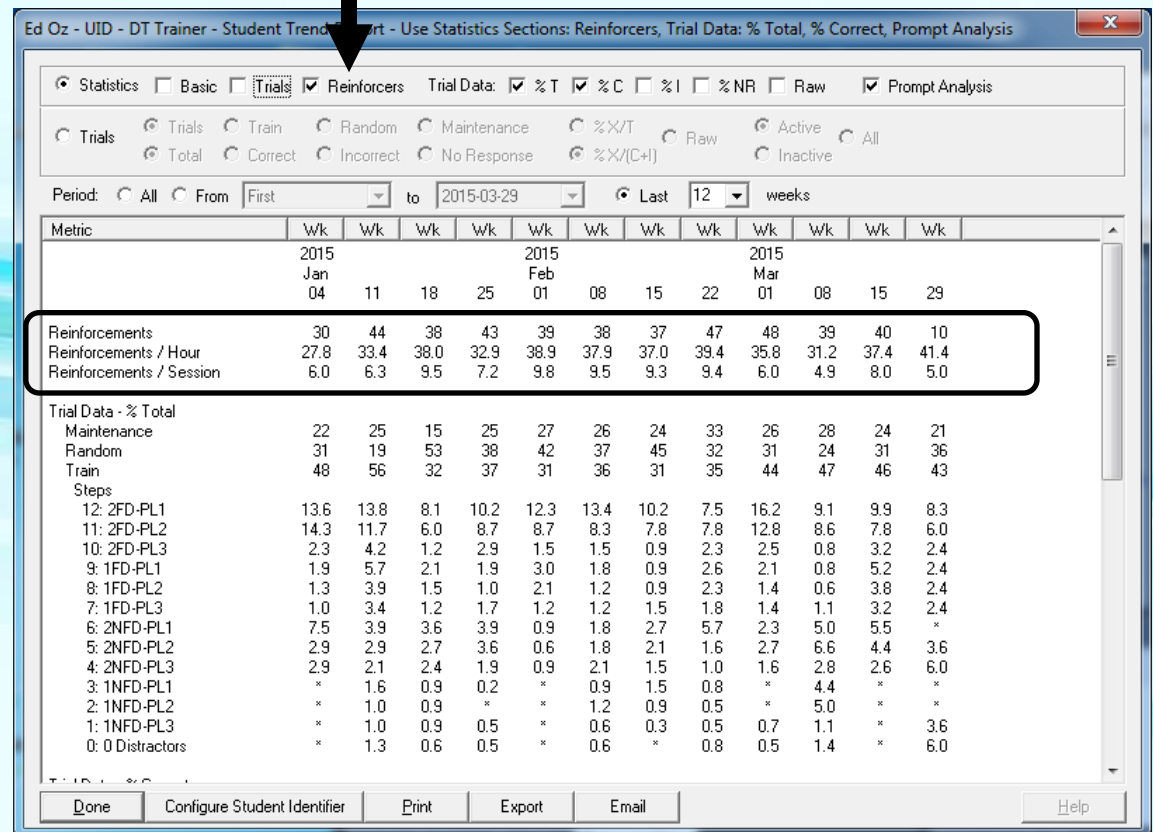 Ed Oz - UID - DT Trainer - Student Trend Report - Use Statistics Sections: Reinforcers, Trial Data: % Total, % Correct, Prompt Analysis
Statistics Basic Trials Reinforcers Trial Data: % T % C % I % NR Raw Prompt Analysis
Trials Trials Train Random Maintenance %X/T Raw Active All
Total Correct Incorrect No Response %X/(C+I) Inactive
Period: All From First to 2015-03-29 Last 12 weeks
Metric Wk Wk Wk Wk Wk Wk Wk Wk Wk Wk Wk Wk
2015 2015 2015
Jan Feb Mar
04 11 18 25 01 08 15 22 01 08 15 29
Reinforcements 30 44 38 43 39 38 37 47 48 39 40 10
Reinforcements / Hour 27.8 33.4 38.0 32.9 38.9 37.9 37.0 39.4 35.8 31.2 37.4 41.4
Reinforcements / Session 6.0 6.3 9.5 7.2 9.8 9.5 9.3 9.4 6.0 4.9 8.0 5.0
Trial Data - % Total
Maintenance 22 25 15 25 27 26 24 33 26 28 24 21
Random 31 19 53 38 42 37 45 32 31 24 31 36
Train 48 56 32 37 31 36 31 35 44 47 46 43
Steps
12: 2FD-PL1 13.6 13.8 8.1 10.2 12.3 13.4 10.2 7.5 16.2 9.1 9.9 8.3
11: 2FD-PL2 14.3 11.7 6.0 8.7 8.7 8.3 7.8 7.8 12.8 8.6 7.8 6.0
10: 2FD-PL3 2.3 4.2 1.2 2.9 1.5 1.5 0.9 2.3 2.5 0.8 3.2 2.4
9: 1FD-PL1 1.9 5.7 2.1 1.9 3.0 1.8 0.9 2.6 2.1 0.8 5.2 2.4
8: 1FD-PL2 1.3 3.9 1.5 1.0 2.1 1.2 0.9 2.3 1.4 0.6 3.8 2.4
7: 1FD-PL3 1.0 3.4 1.2 1.7 1.2 1.2 1.5 1.8 1.4 1.1 3.2 2.4
6: 2NFD-PL1 7.5 3.9 3.6 3.9 0.9 1.8 2.7 5.7 2.3 5.0 5.5 *
5: 2NFD-PL2 2.9 2.9 2.7 3.6 0.6 1.8 2.1 1.6 2.7 6.6 4.4 3.6
4: 2NFD-PL3 2.9 2.1 2.4 1.9 0.9 2.1 1.5 1.0 1.6 2.8 2.6 6.0
3: 1NFD-PL1 * 1.6 0.9 0.2 * 0.9 1.5 0.8 * 4.4 * *
2: 1NFD-PL2 * 1.0 0.9 * * 1.2 0.9 0.5 * 5.0 * *
1: 1NFD-PL3 * 1.0 0.9 0.5 * 0.6 0.3 0.5 0.7 1.1 * 3.6
0: 0 Distractors * 1.3 0.6 0.5 * 0.6 * 0.8 0.5 1.4 * 6.0
Done Configure Student Identifier Print Export Email Help